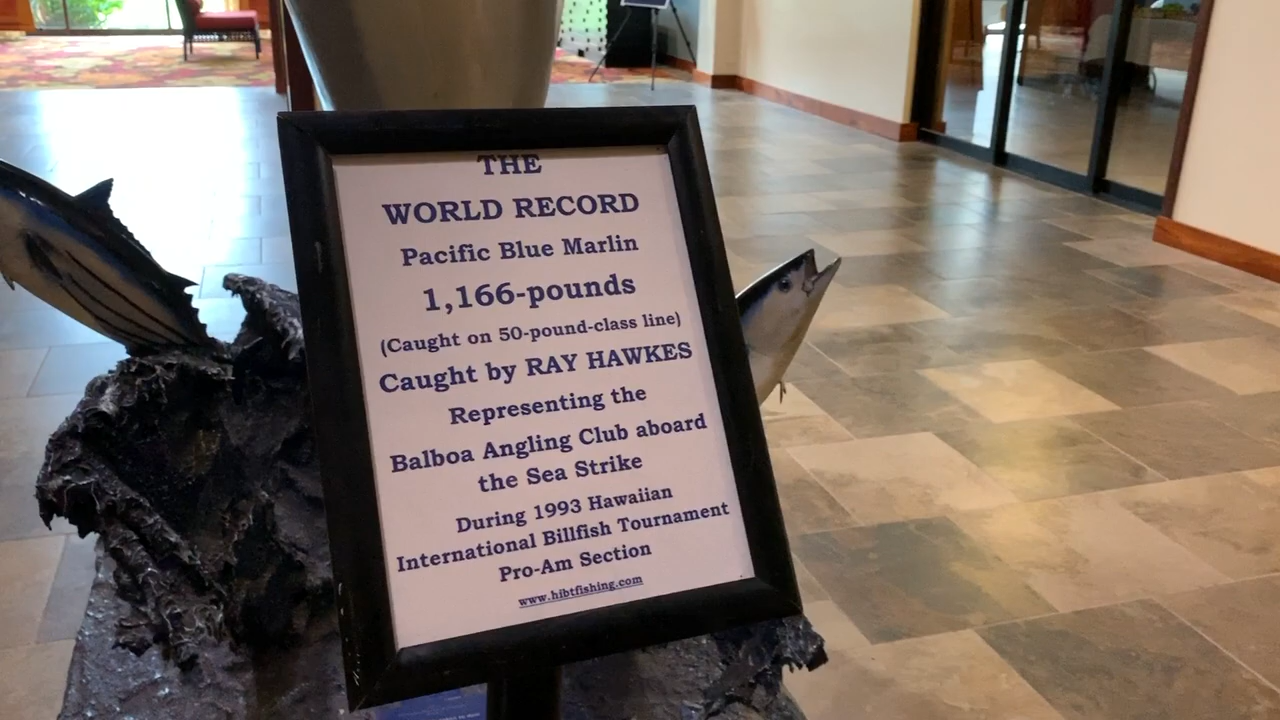 THE
WORLD RECORD
Pacific Blue Marlin
1,166-pounds
(Caught on 50-pound-class line)
Caught by RAY HAWKES
Representing the
Balboa Angling Club aboard
the Sea Strike
During 1993 Hawaiian
International Billfish Tournament
Pro-Am Section
www.hibtfishing.com